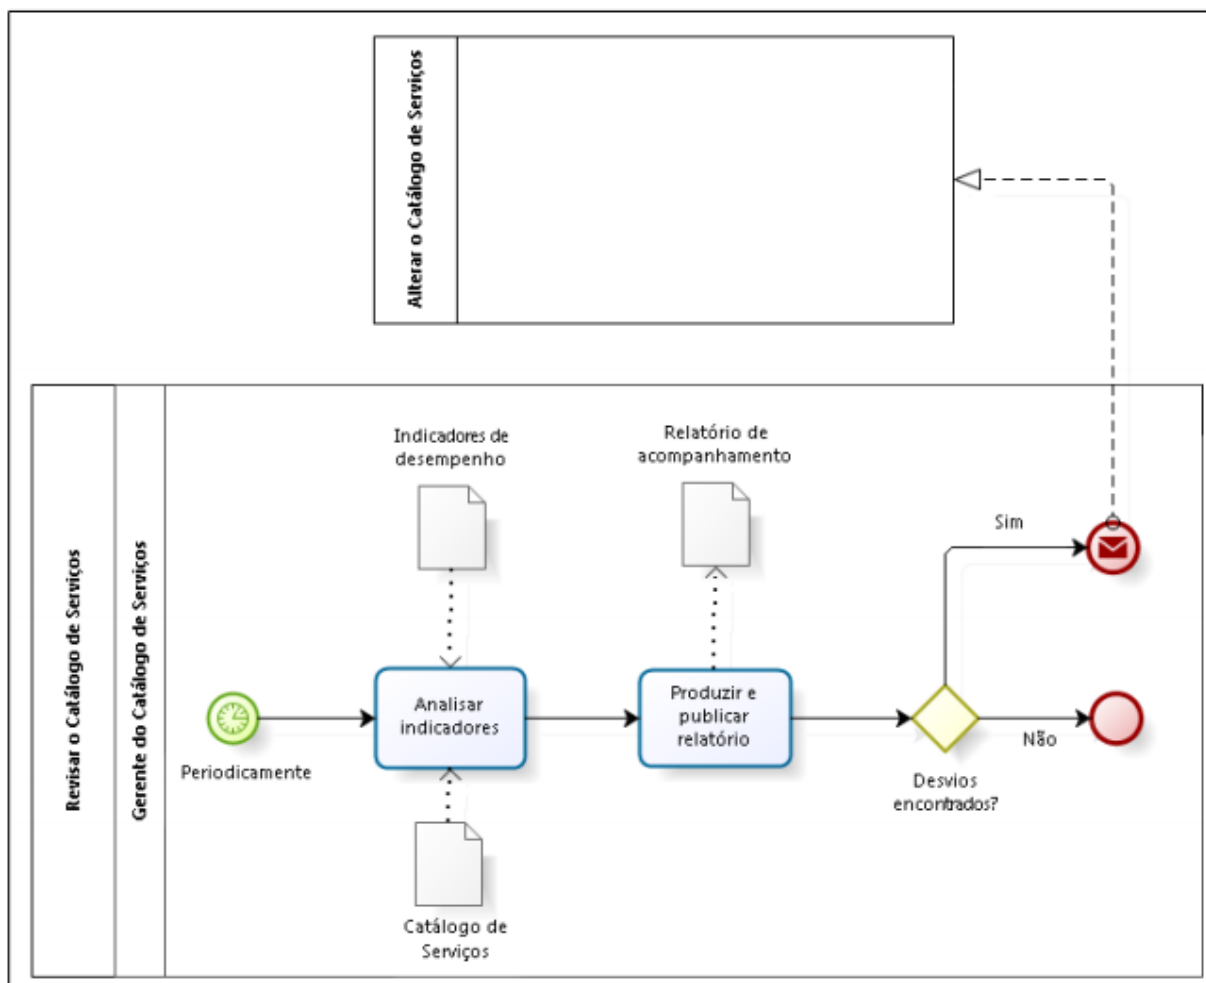 Alterar o Catálogo de Serviços
Revisar o Catálogo de Serviços
Gerente do Catálogo de Serviços
Indicadores de
desempenho
Relatório de
acompanhamento
Sim
Periodicamente
Analisar
indicadores
Produzir e
publicar
relatório
Não
Desvios
encontrados?
Catálogo de
Serviços